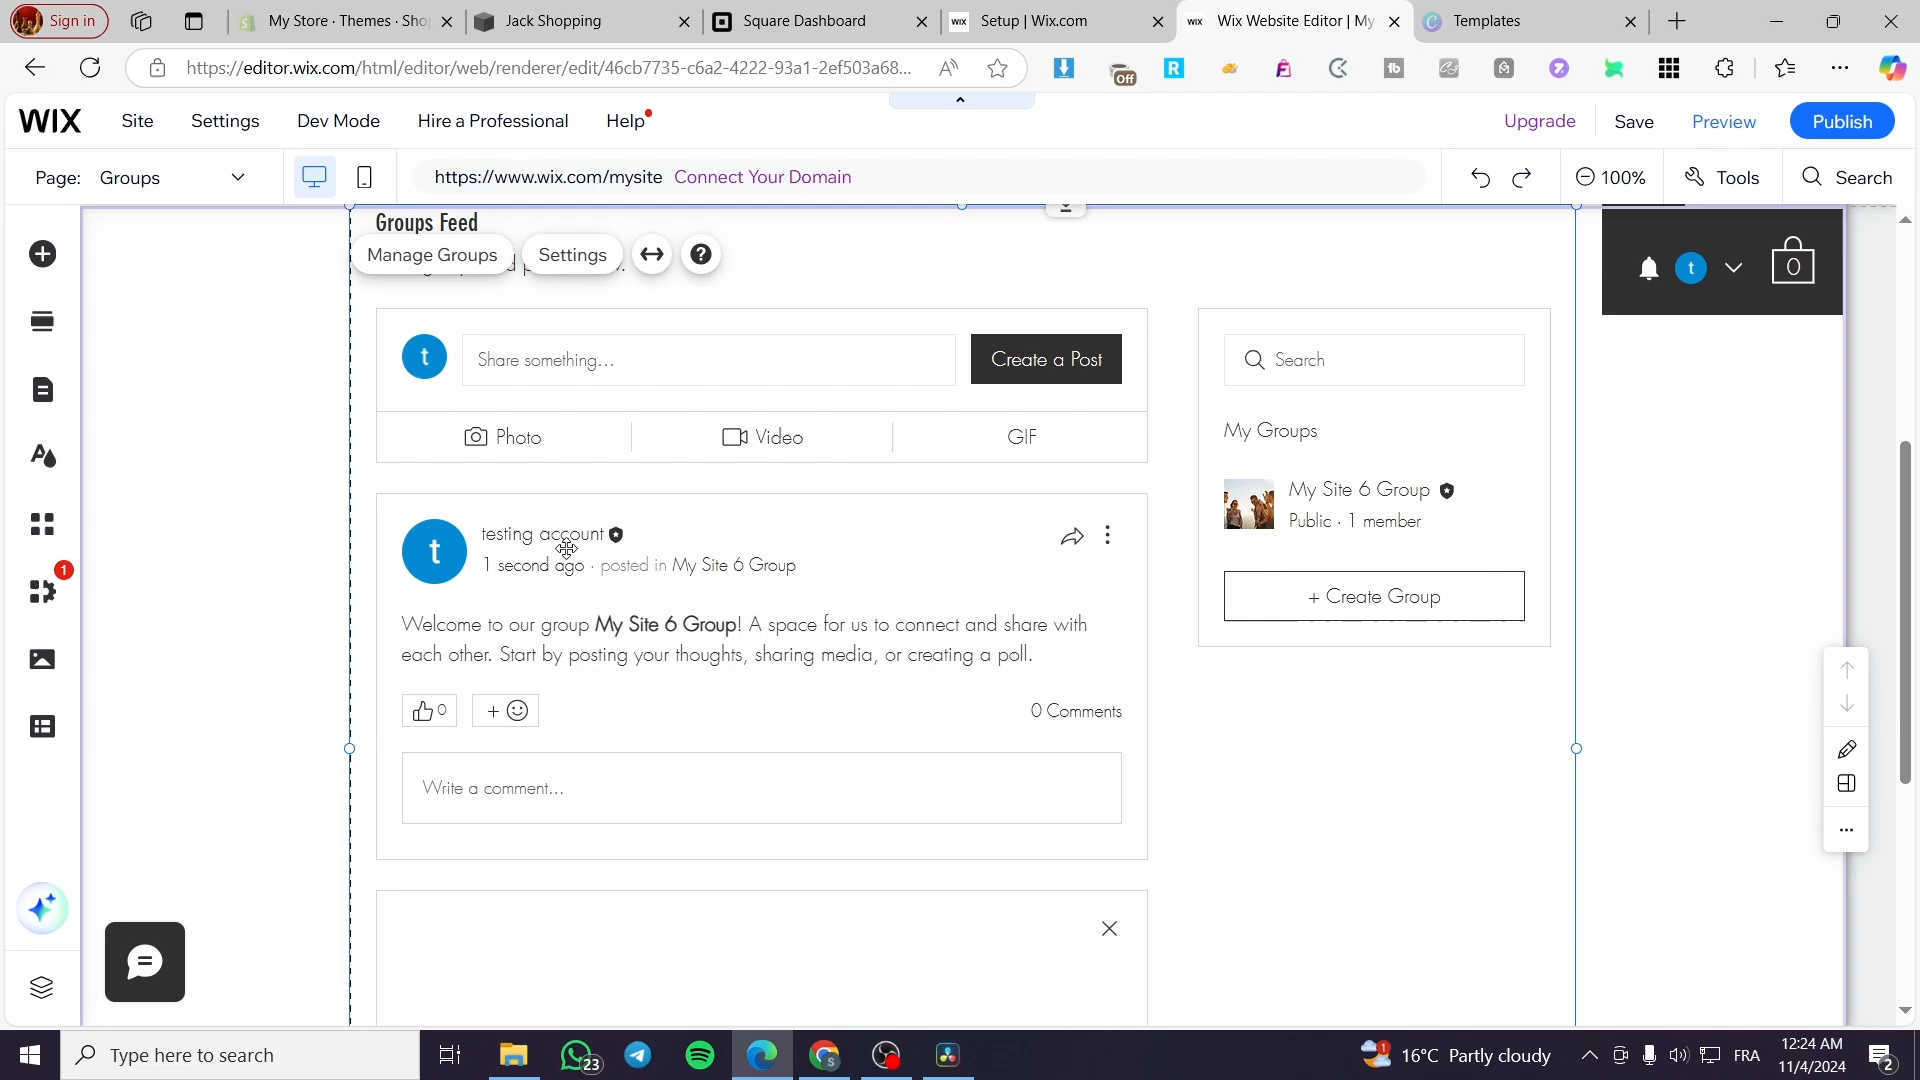 Sign in
My Store · Themes · Sho
Jack Shopping
Square Dashboard
WIX Setup | Wix.com
WIX Wix Website Editor | My
Templates
https://editor.wix.com/html/editor/web/renderer/edit/46cb7735-c6a2-4222-93a1-2ef503a68...
Off
WIX
Site
Settings
Dev Mode
Hire a Professional
Help
Upgrade
Save
Preview
Publish
Page: Groups
https://www.wix.com/mysite Connect Your Domain
100%
Tools
Search
Groups Feed
Manage Groups
Settings
?
t
0
t
Share something...
Create a Post
Search
Photo
Video
GIF
My Groups
My Site 6 Group
Public · 1 member
t
testing account
1 second ago · posted in My Site 6 Group
1
+ Create Group
Welcome to our group My Site 6 Group! A space for us to connect and share with
each other. Start by posting your thoughts, sharing media, or creating a poll.
0
+
0 Comments
Write a comment...
Type here to search
23
1
16°C Partly cloudy
FRA
12:24 AM
11/4/2024
2